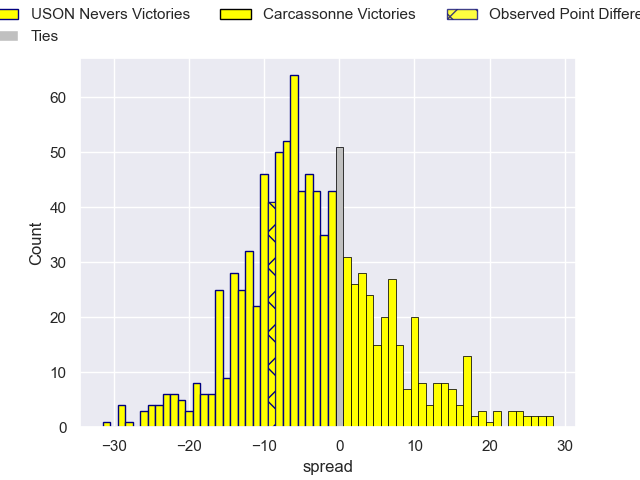 USON Nevers Victories Carcassonne Victories Observed Point Differe
Ties
60
50
40
30
20
10
0
Count
−30 −20 −10 0 10 20 30
spread